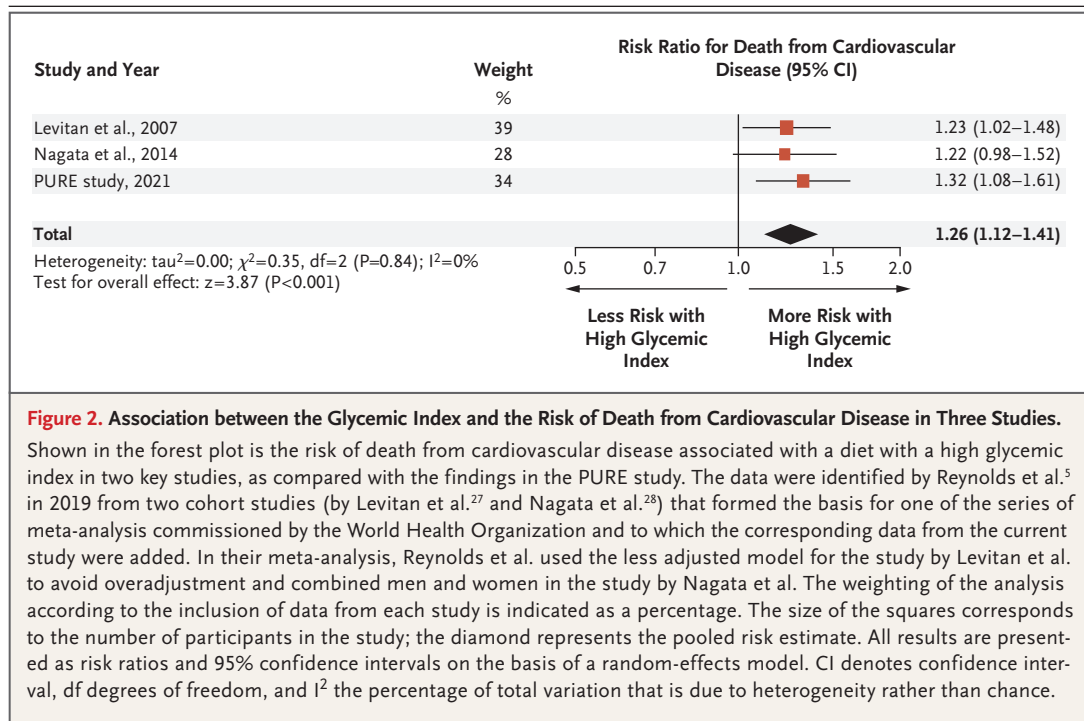 Risk Ratio for Death from Cardiovascular
Study and Year Weight Disease (95% CI)
%
Levitan et al., 2007 39 1.23 (1.02–1.48)
Nagata et al., 2014 28 1.22 (0.98–1.52)
PURE study, 2021 34 1.32 (1.08–1.61)
Total 1.26 (1.12–1.41)
Heterogeneity: tau²=0.00; χ²=0.35, df=2 (P=0.84); I²=0%
Test for overall effect: z=3.87 (P<0.001)
0.5 0.7 1.0 1.5 2.0
Less Risk with More Risk with
High Glycemic High Glycemic
Index Index
Figure 2. Association between the Glycemic Index and the Risk of Death from Cardiovascular Disease in Three Studies.
Shown in the forest plot is the risk of death from cardiovascular disease associated with a diet with a high glycemic
index in two key studies, as compared with the findings in the PURE study. The data were identified by Reynolds et al.⁵
in 2019 from two cohort studies (by Levitan et al.²⁷ and Nagata et al.²⁸) that formed the basis for one of the series of
meta-analysis commissioned by the World Health Organization and to which the corresponding data from the current
study were added. In their meta-analysis, Reynolds et al. used the less adjusted model for the study by Levitan et al.
to avoid overadjustment and combined men and women in the study by Nagata et al. The weighting of the analysis
according to the inclusion of data from each study is indicated as a percentage. The size of the squares corresponds
to the number of participants in the study; the diamond represents the pooled risk estimate. All results are present-
ed as risk ratios and 95% confidence intervals on the basis of a random-effects model. CI denotes confidence inter-
val, df degrees of freedom, and I² the percentage of total variation that is due to heterogeneity rather than chance.